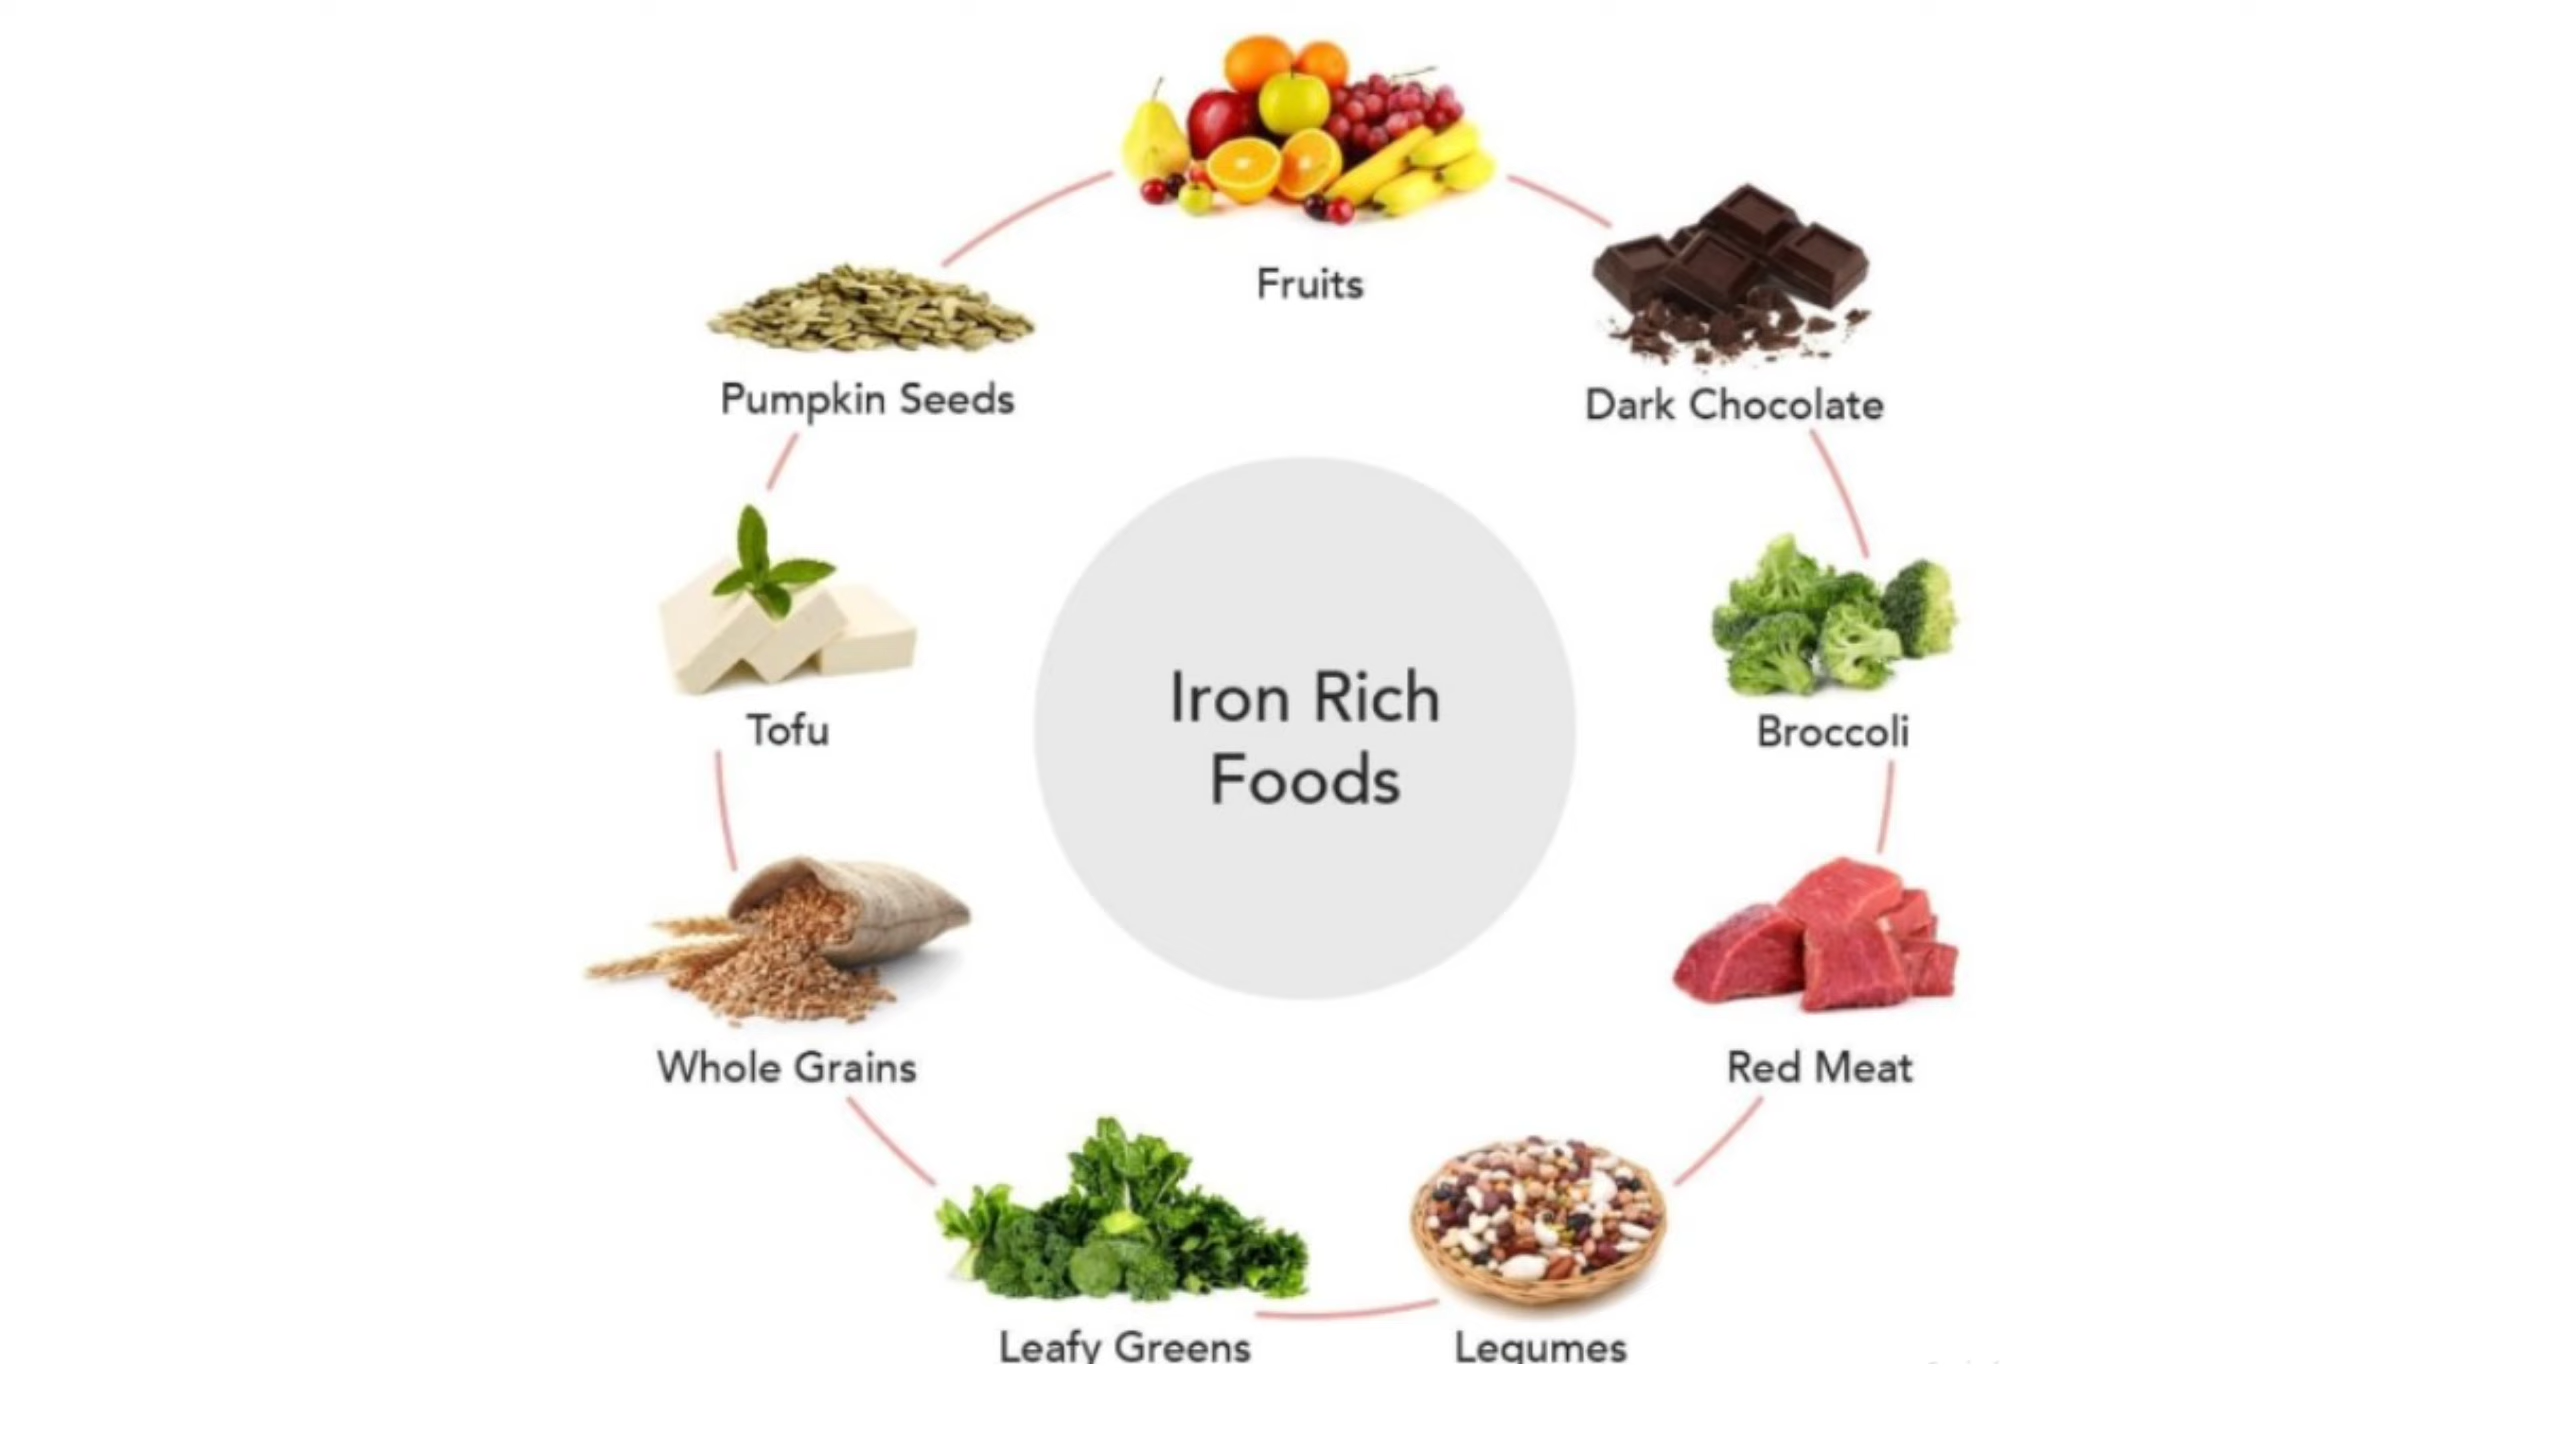 Fruits
Dark Chocolate
Pumpkin Seeds
Broccoli
Tofu
Iron Rich
Foods
Red Meat
Whole Grains
Legumes
Leafy Greens